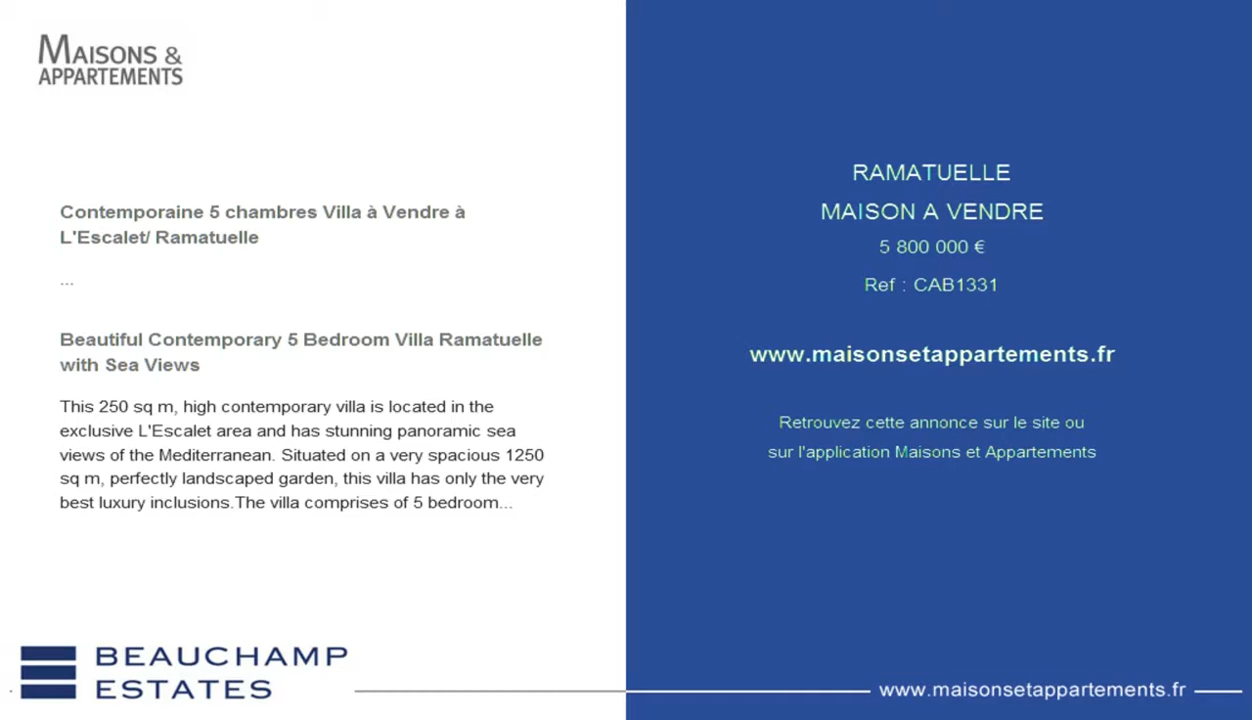 MAISONS &
APPARTEMENTS
Contemporaine 5 chambres Villa à Vendre à
L'Escalet/ Ramatuelle
...
Beautiful Contemporary 5 Bedroom Villa Ramatuelle
with Sea Views
This 250 sq m, high contemporary villa is located in the
exclusive L'Escalet area and has stunning panoramic sea
views of the Mediterranean. Situated on a very spacious 1250
sq m, perfectly landscaped garden, this villa has only the very
best luxury inclusions.The villa comprises of 5 bedroom...
BEAUCHAMP
ESTATES
RAMATUELLE
MAISON A VENDRE
5 800 000 €
Ref : CAB1331
www.maisonsetappartements.fr
Retrouvez cette annonce sur le site ou
sur l'application Maisons et Appartements
www.maisonsetappartements.fr